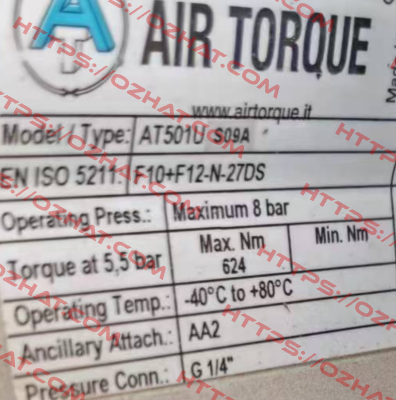 AT
AIR TORQUE
www.airtorque.it
Made
Model / Type: AT501U S09A
EN ISO 5211: F10+F12-N-27DS
Operating Press.: Maximum 8 bar
Torque at 5,5 bar Max. Nm 624 Min. Nm
Operating Temp.: -40°C to +80°C
Ancillary Attach.: AA2
Pressure Conn.: G 1/4"
HTTPS://OZHAT.COM